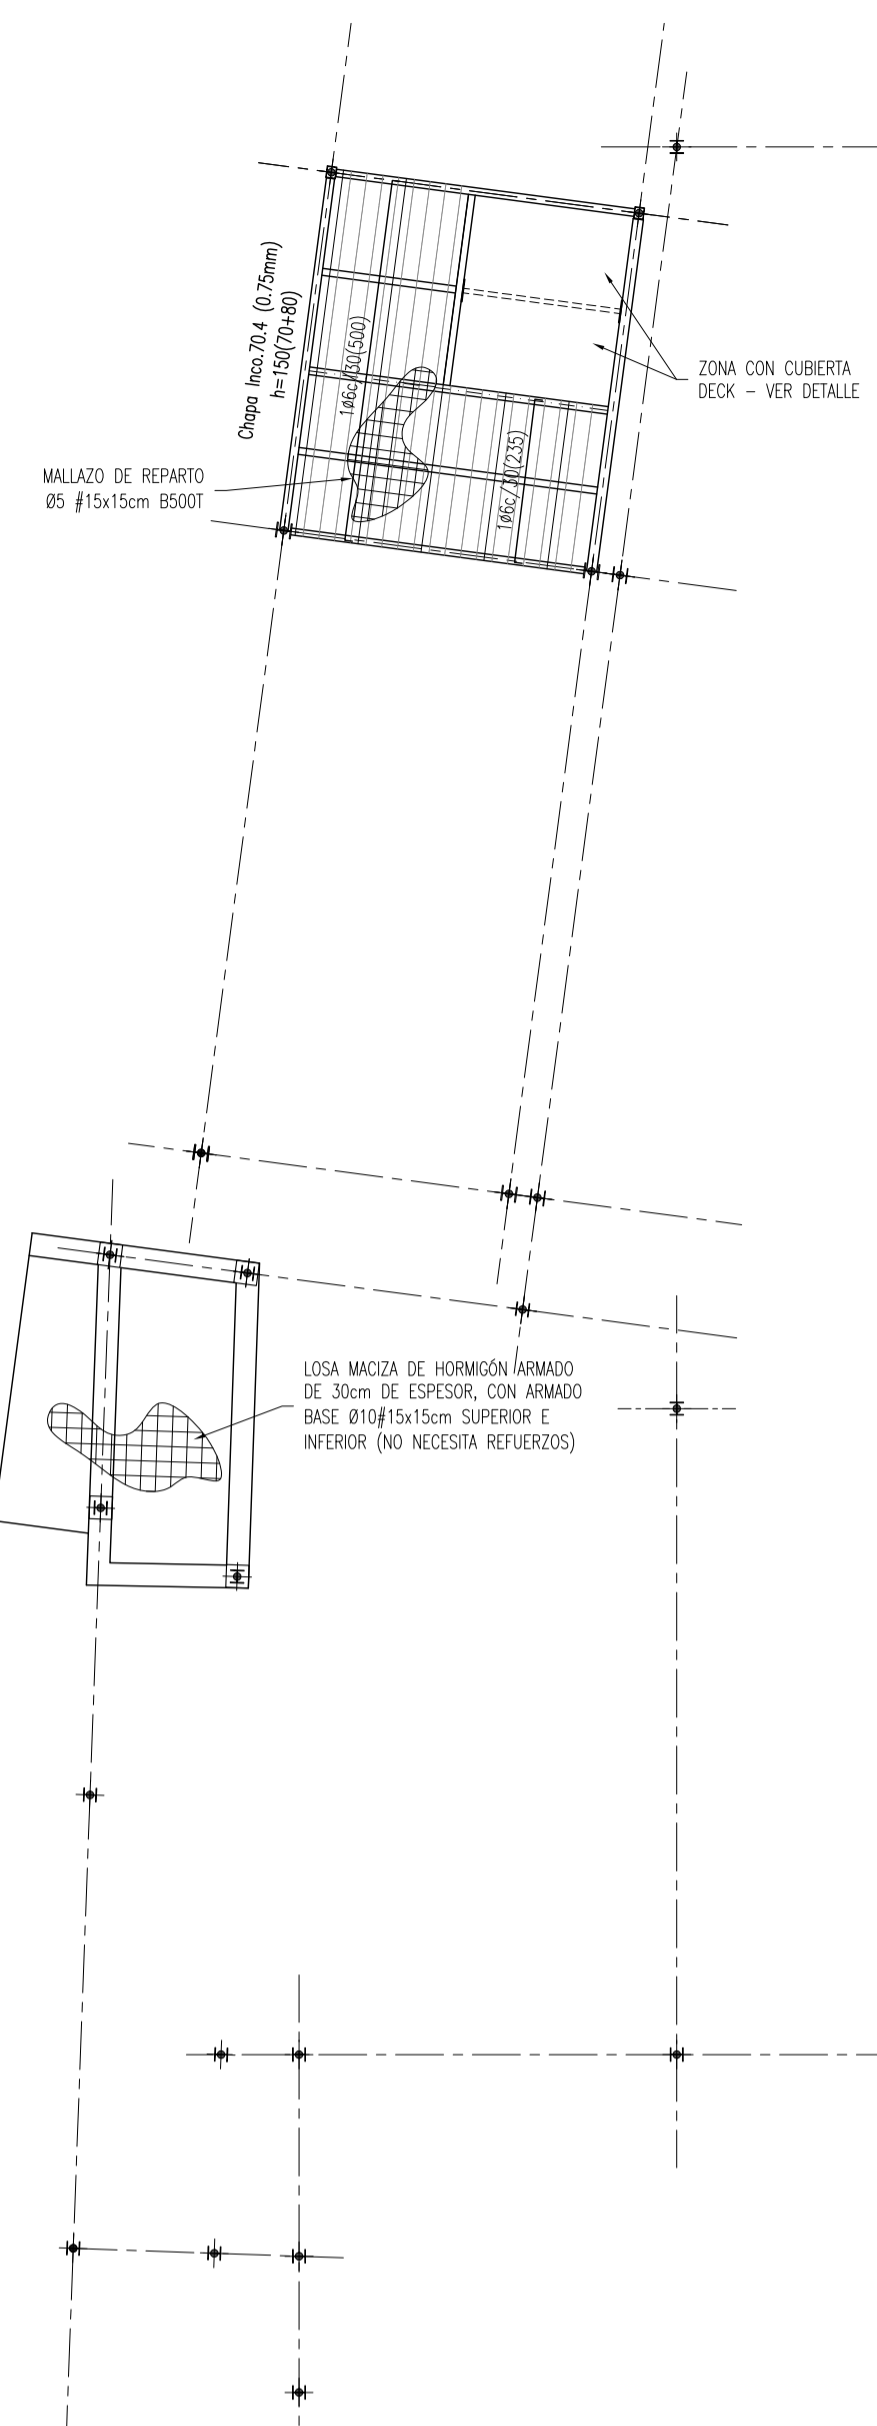 Chapa Inco.70.4 (0.75mm)
h=150(70+80)
1ø6c/30(500)
ZONA CON CUBIERTA
DECK – VER DETALLE
1ø6c/30(235)
MALLAZO DE REPARTO
Ø5 #15x15cm B500T
LOSA MACIZA DE HORMIGÓN ARMADO
DE 30cm DE ESPESOR, CON ARMADO
BASE Ø10#15x15cm SUPERIOR E
INFERIOR (NO NECESITA REFUERZOS)